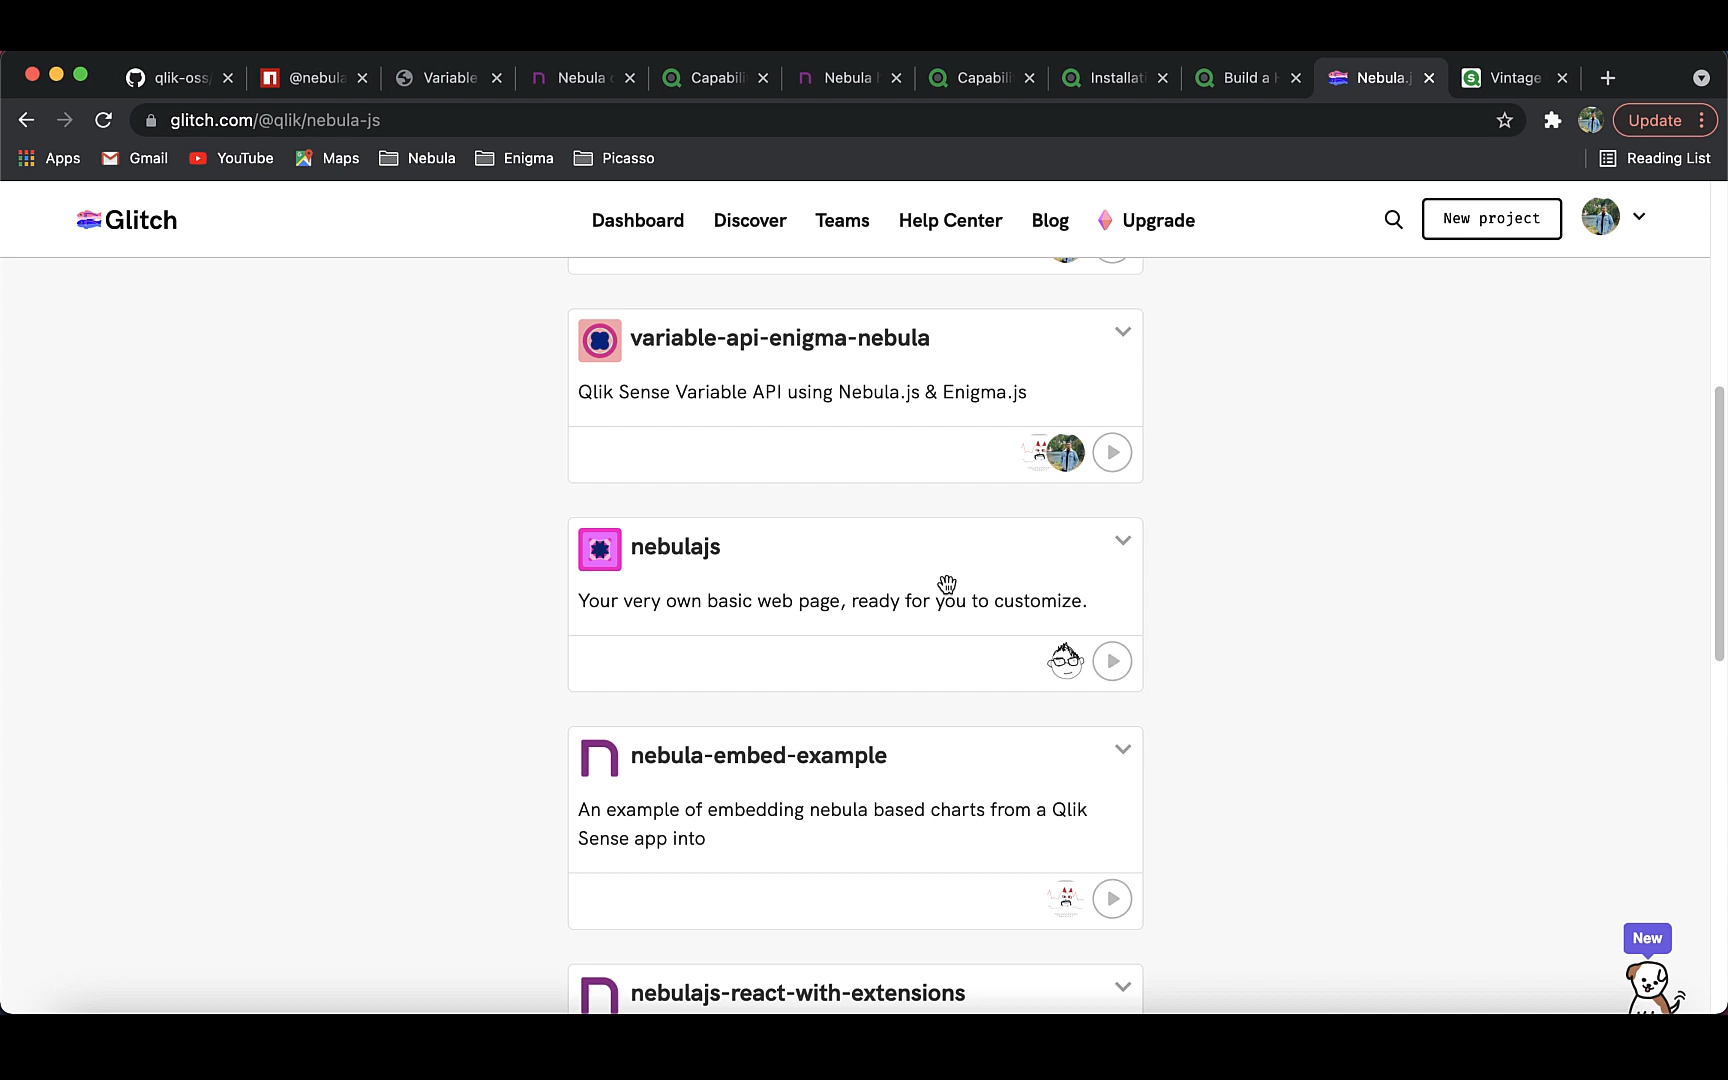 qlik-oss/
@nebula
Variable
Nebula
Capabili
Nebula
Capabili
Installati
Build a
Nebula.j
Vintage
glitch.com/@qlik/nebula-js
Update
Apps
Gmail
YouTube
Maps
Nebula
Enigma
Picasso
Reading List
Glitch
Dashboard
Discover
Teams
Help Center
Blog
Upgrade
New project
variable-api-enigma-nebula
Qlik Sense Variable API using Nebula.js & Enigma.js
nebulajs
Your very own basic web page, ready for you to customize.
nebula-embed-example
An example of embedding nebula based charts from a Qlik
Sense app into
New
nebulajs-react-with-extensions